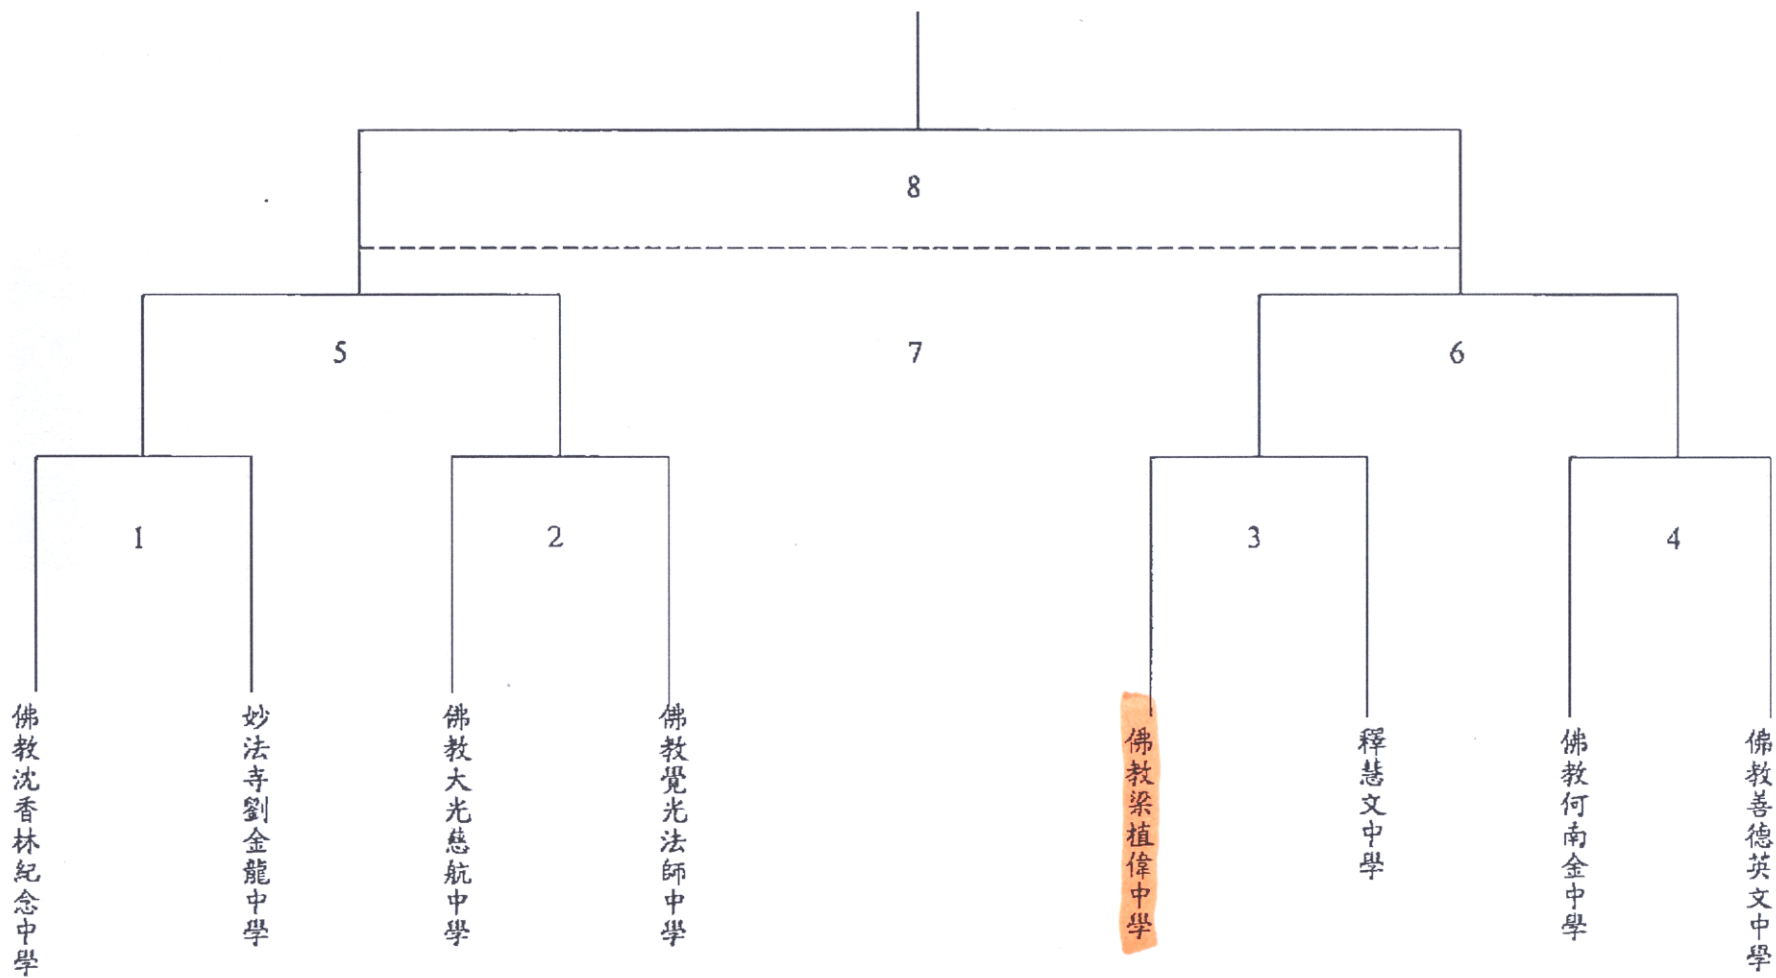 8
5
7
6
1
2
3
4
佛教沈香林紀念中學
妙法寺劉金龍中學
佛教大光慈航中學
佛教覺光法師中學
佛教梁植偉中學
釋慧文中學
佛教何南金中學
佛教善德英文中學